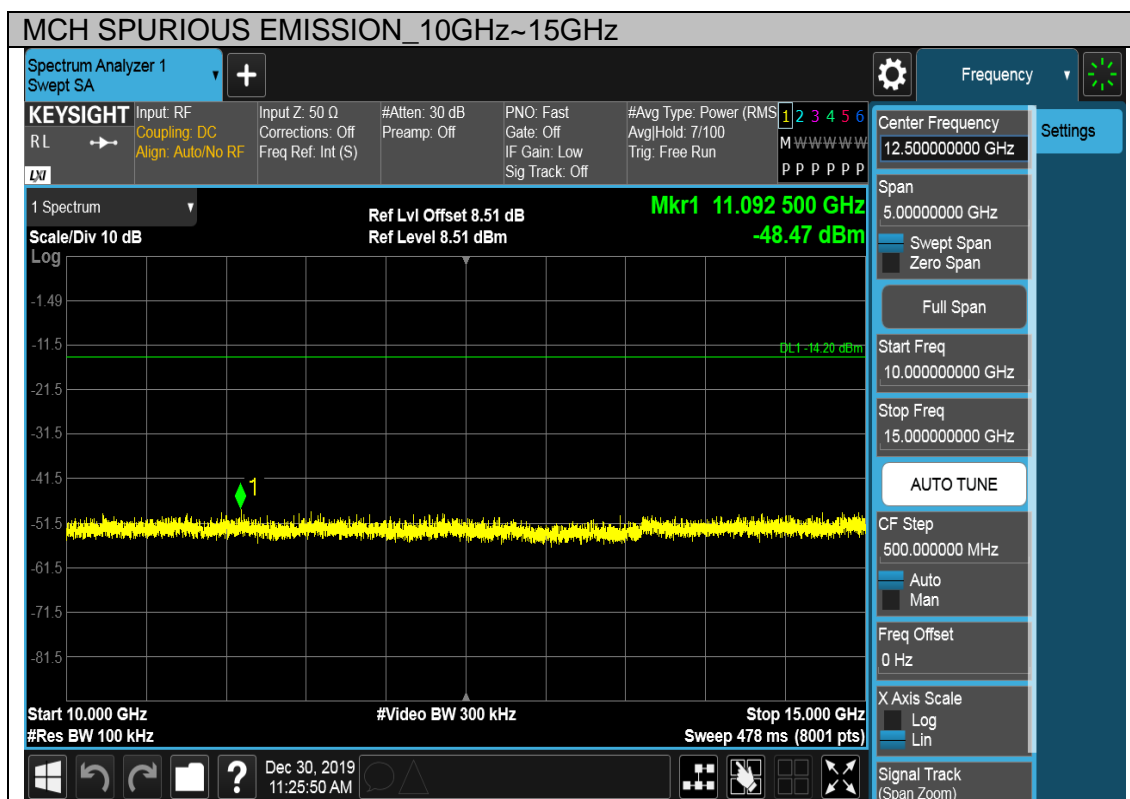 MCH SPURIOUS EMISSION_10GHz~15GHz
Spectrum Analyzer 1
Swept SA
+
Frequency
KEYSIGHT
R L
LXI
Input: RF
Coupling: DC
Align: Auto/No RF
Input Z: 50 Ω
Corrections: Off
Freq Ref: Int (S)
#Atten: 30 dB
Preamp: Off
PNO: Fast
Gate: Off
IF Gain: Low
Sig Track: Off
#Avg Type: Power (RMS
Avg|Hold: 7/100
Trig: Free Run
1 2 3 4 5 6
M W W W W W
P P P P P P
1 Spectrum
Scale/Div 10 dB
Log
Ref Lvl Offset 8.51 dB
Ref Level 8.51 dBm
Mkr1 11.092 500 GHz
-48.47 dBm
-1.49
-11.5
DL1 -14.20 dBm
-21.5
-31.5
-41.5
1
-51.5
-61.5
-71.5
-81.5
Start 10.000 GHz
#Video BW 300 kHz
Stop 15.000 GHz
#Res BW 100 kHz
Sweep 478 ms (8001 pts)
Center Frequency
12.500000000 GHz
Settings
Span
5.00000000 GHz
Swept Span
Zero Span
Full Span
Start Freq
10.000000000 GHz
Stop Freq
15.000000000 GHz
AUTO TUNE
CF Step
500.000000 MHz
Auto
Man
Freq Offset
0 Hz
X Axis Scale
Log
Lin
Signal Track
(Span Zoom)
?
Dec 30, 2019
11:25:50 AM